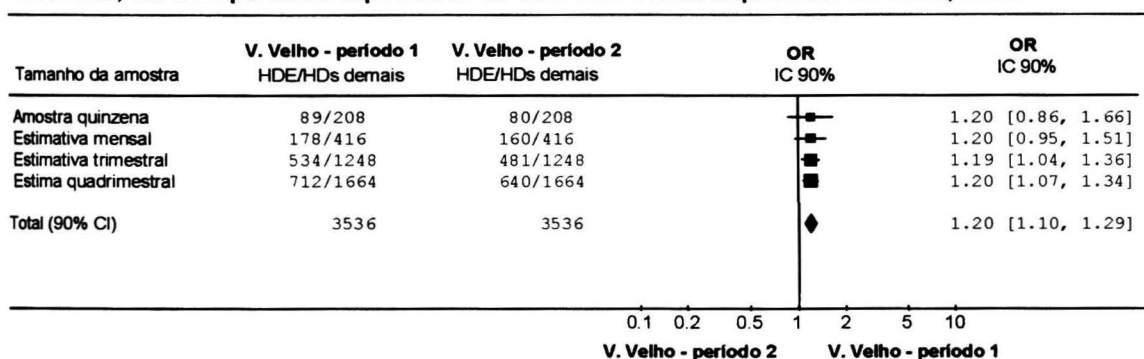 V. Velho - período 1 V. Velho - período 2 OR OR
Tamanho da amostra HDE/HDs demais HDE/HDs demais IC 90% IC 90%
Amostra quinzena 89/208 80/208 1.20 [0.86, 1.66]
Estimativa mensal 178/416 160/416 1.20 [0.95, 1.51]
Estimativa trimestral 534/1248 481/1248 1.19 [1.04, 1.36]
Estima quadrimestral 712/1664 640/1664 1.20 [1.07, 1.34]
Total (90% CI) 3536 3536 1.20 [1.10, 1.29]
0.1 0.2 0.5 1 2 5 10
V. Velho - período 2 V. Velho - período 1